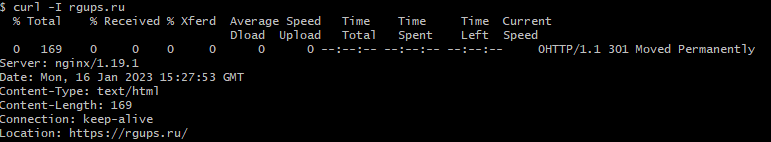 $ curl -I rgups.ru
  % Total    % Received % Xferd  Average Speed   Time    Time     Time  Current
                                 Dload  Upload   Total   Spent    Left  Speed
  0   169    0     0    0     0      0      0 --:--:-- --:--:-- --:--:--     0HTTP/1.1 301 Moved Permanently
Server: nginx/1.19.1
Date: Mon, 16 Jan 2023 15:27:53 GMT
Content-Type: text/html
Content-Length: 169
Connection: keep-alive
Location: https://rgups.ru/